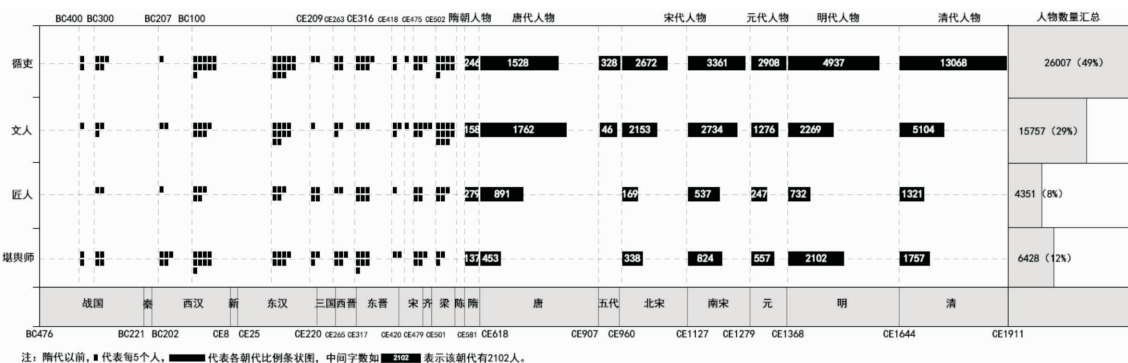 BC400 BC300 BC207 BC100 CE209 CE263 CE316 CE418 CE475 CE502 隋朝人物 唐代人物 宋代人物 元代人物 明代人物 清代人物 人物数量汇总
循吏 246 1528 328 2672 3361 2908 4937 13068 26007 (49%)
文人 158 1762 46 2153 2734 1276 2269 5104 15757 (29%)
匠人 279 891 169 537 247 732 1321 4351 (8%)
堪舆师 137 453 338 824 557 2102 1757 6428 (12%)
战国 秦 西汉 新 东汉 三国 西晋 东晋 宋 齐 梁 陈 隋 唐 五代 北宋 南宋 元 明 清
BC476 BC221 BC202 CE8 CE25 CE220 CE265 CE317 CE420 CE479 CE501 CE581 CE618 CE907 CE960 CE1127 CE1279 CE1368 CE1644 CE1911
注：隋代以前，▮代表每5个人，▬代表各朝代比例条状图，中间字数如 2102 表示该朝代有2102人。